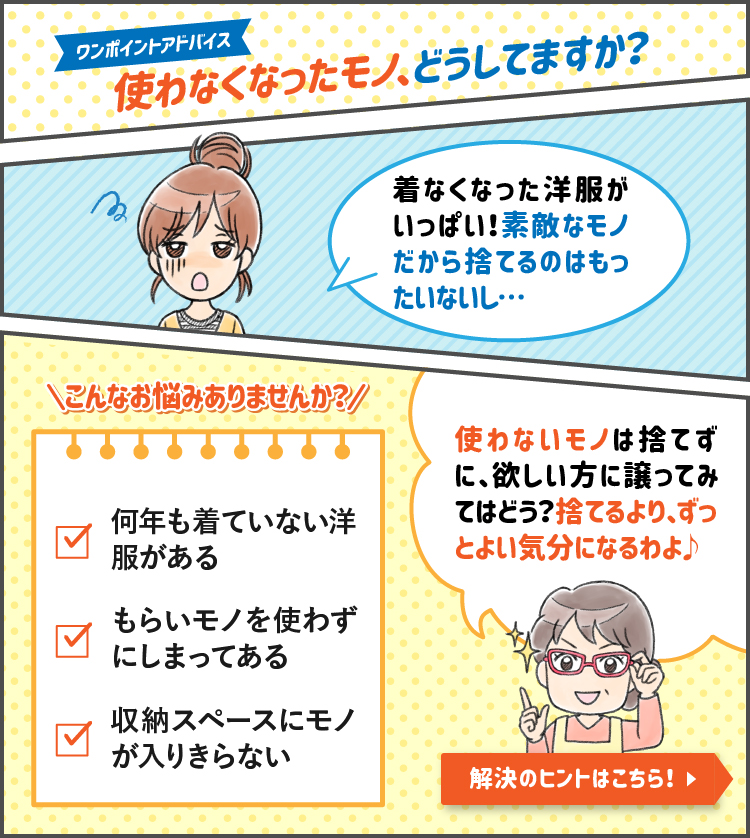 ワンポイントアドバイス
使わなくなったモノ、どうしてますか?
着なくなった洋服が
いっぱい!素敵なモノ
だから捨てるのはもっ
たいないし…
こんなお悩みありませんか?
何年も着ていない洋
服がある
もらいモノを使わず
にしまってある
収納スペースにモノ
が入りきらない
使わないモノは捨てず
に、欲しい方に譲ってみ
てはどう?捨てるより、ずっ
とよい気分になるわよ♪
解決のヒントはこちら!